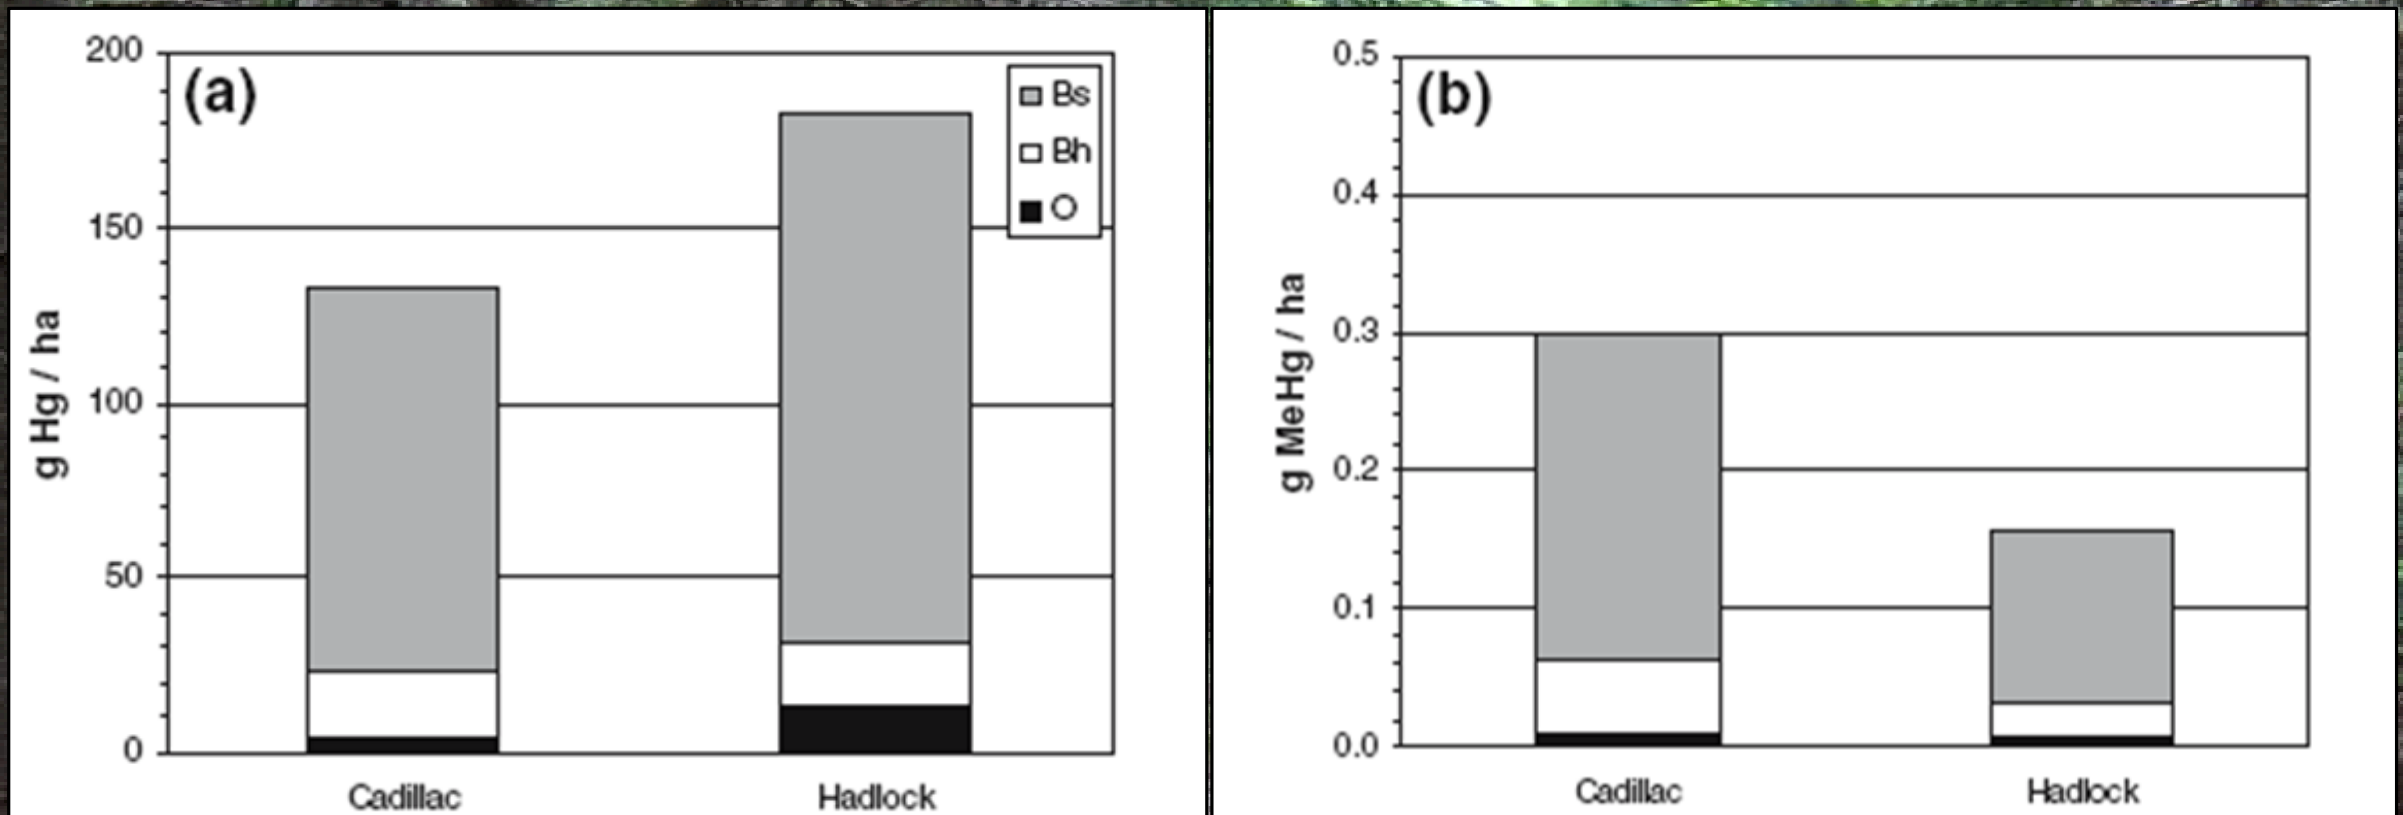 (a)
200
150
100
50
0
g Hg / ha
Bs
Bh
O
Cadillac
Hadlock
(b)
0.5
0.4
0.3
0.2
0.1
0.0
g MeHg / ha
Cadillac
Hadlock